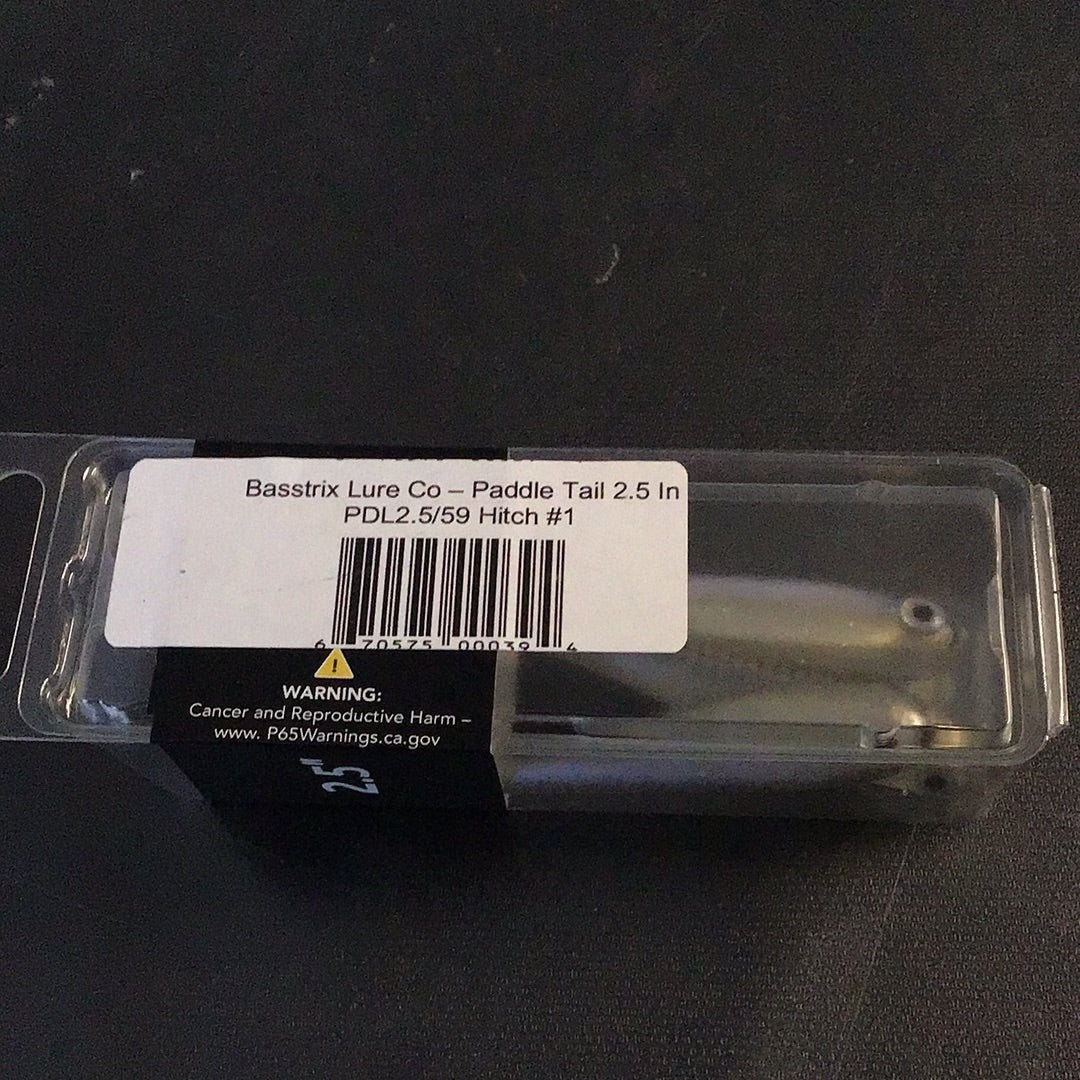 Basstrix Lure Co – Paddle Tail 2.5 In
PDL2.5/59 Hitch #1
6 70575 00039 4
WARNING:
Cancer and Reproductive Harm –
www. P65Warnings.ca.gov
2.5"